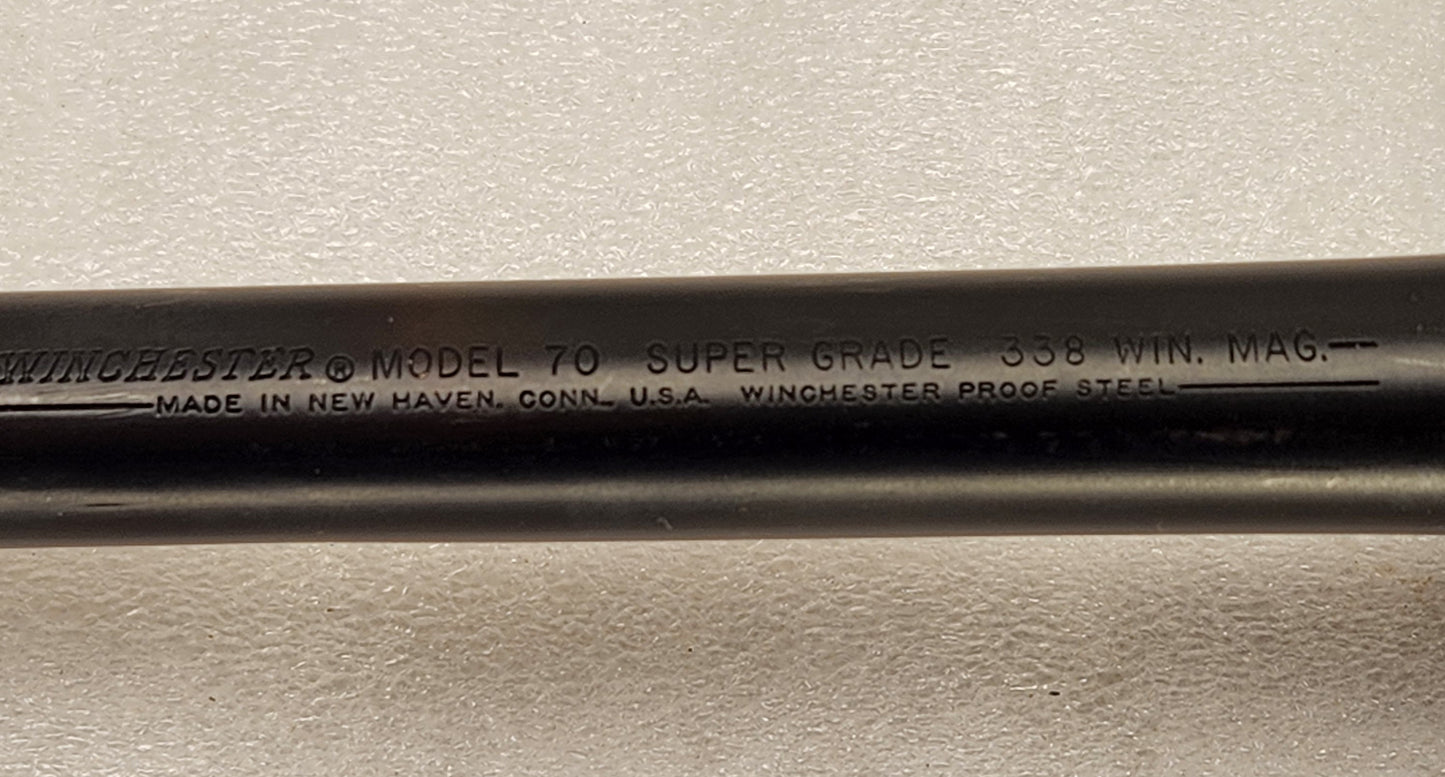 WINCHESTER® MODEL 70 SUPER GRADE 338 WIN. MAG.—
MADE IN NEW HAVEN. CONN. U.S.A. WINCHESTER PROOF STEEL